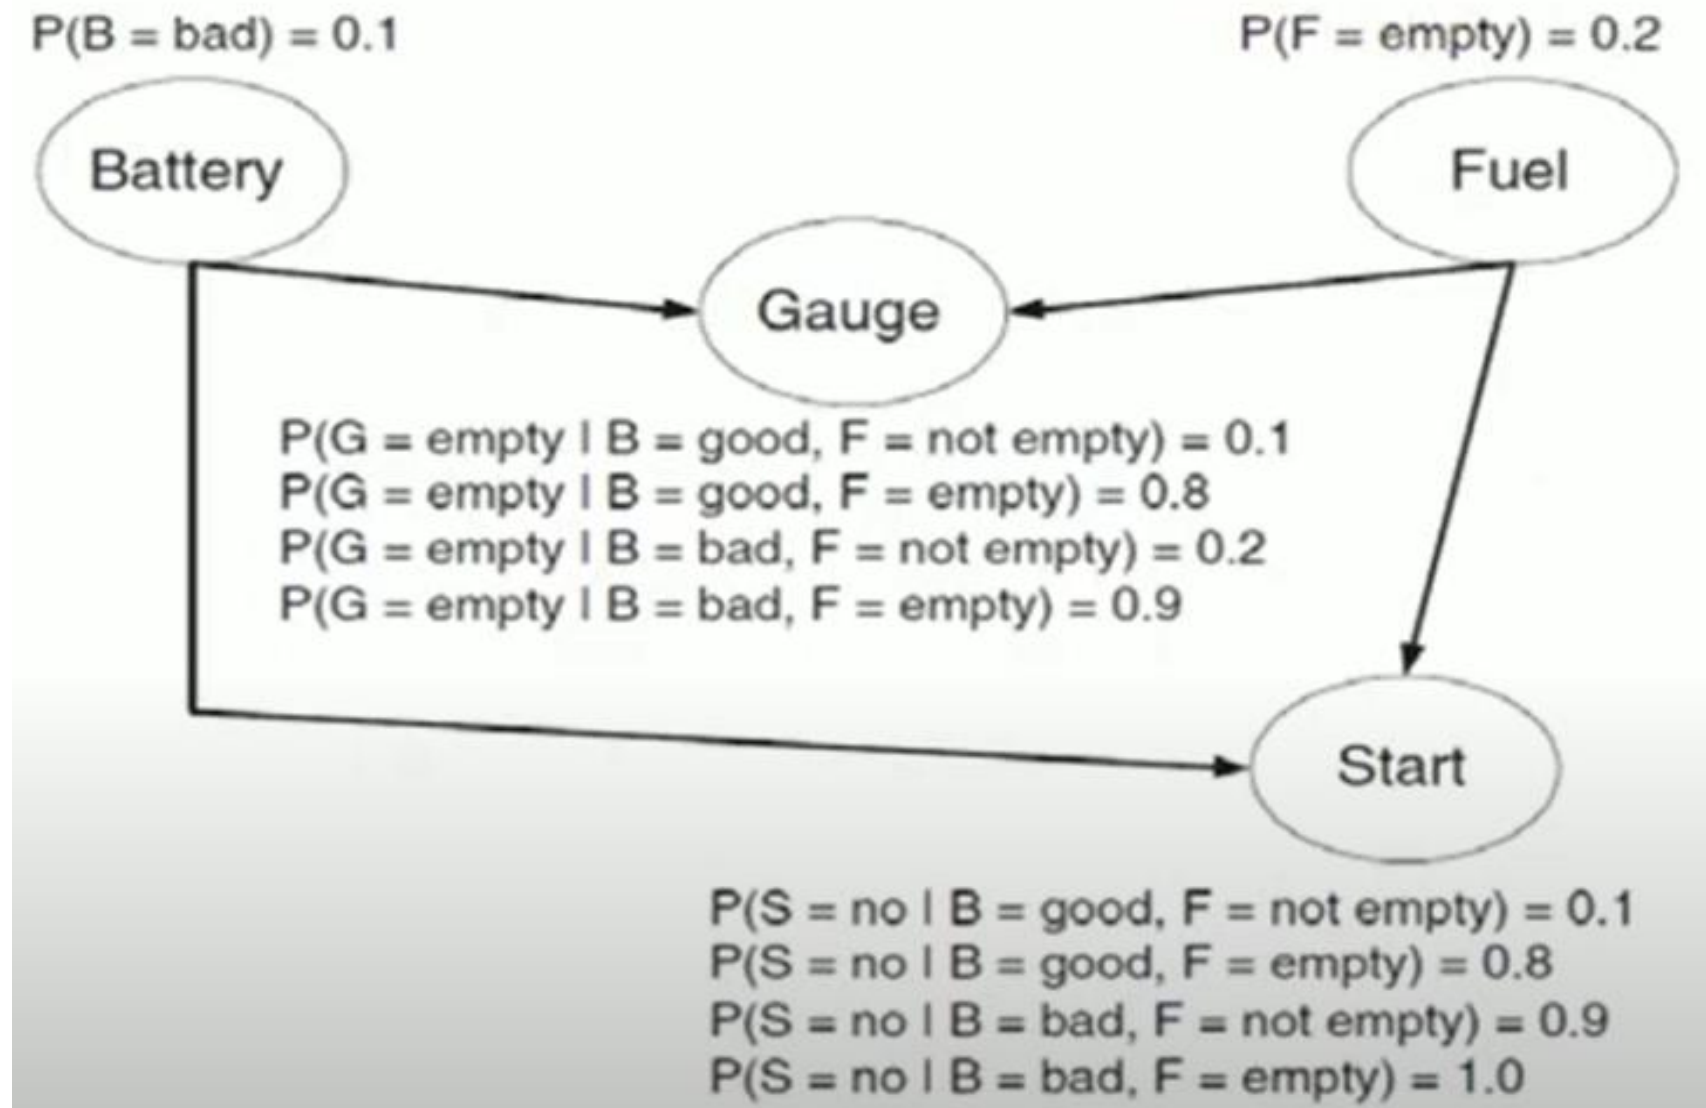 P(B = bad) = 0.1
P(F = empty) = 0.2
Battery
Fuel
Gauge
P(G = empty | B = good, F = not empty) = 0.1
P(G = empty | B = good, F = empty) = 0.8
P(G = empty | B = bad, F = not empty) = 0.2
P(G = empty | B = bad, F = empty) = 0.9
Start
P(S = no | B = good, F = not empty) = 0.1
P(S = no | B = good, F = empty) = 0.8
P(S = no | B = bad, F = not empty) = 0.9
P(S = no | B = bad, F = empty) = 1.0